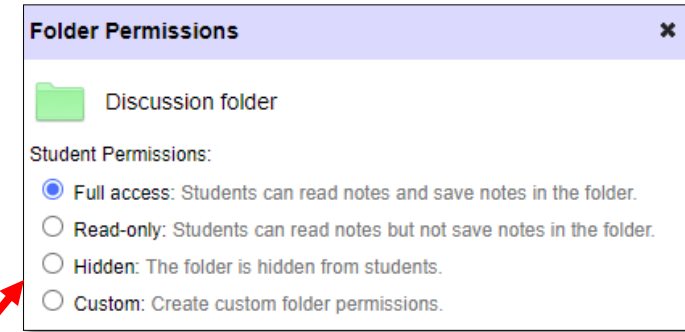 Folder Permissions
Discussion folder
Student Permissions:
Full access: Students can read notes and save notes in the folder.
Read-only: Students can read notes but not save notes in the folder.
Hidden: The folder is hidden from students.
Custom: Create custom folder permissions.